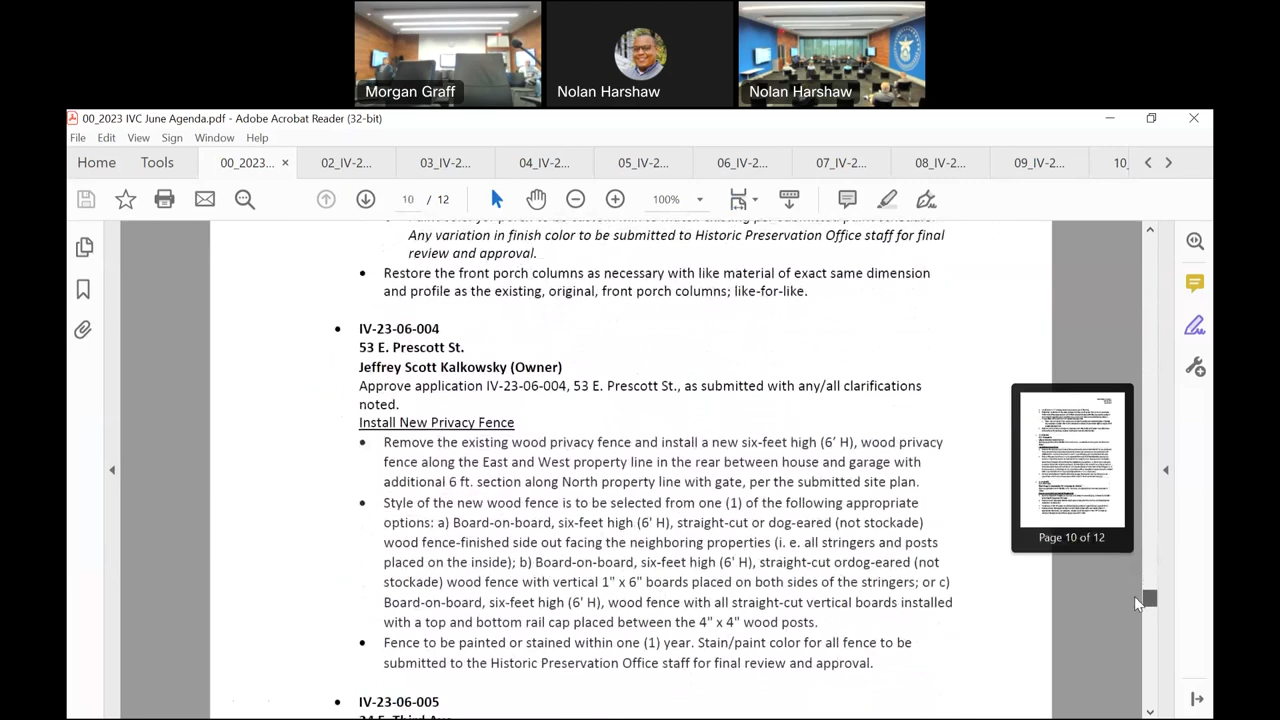 Morgan Graff
Nolan Harshaw
Nolan Harshaw
00_2023 IVC June Agenda.pdf - Adobe Acrobat Reader (32-bit)
File Edit View Sign Window Help
Home Tools 00_2023... × 02_IV-2... 03_IV-2... 04_IV-2... 05_IV-2... 06_IV-2... 07_IV-2... 08_IV-2... 09_IV-2... 10_
10 / 12 100%
Any variation in finish color to be submitted to Historic Preservation Office staff for final
review and approval.
• Restore the front porch columns as necessary with like material of exact same dimension
and profile as the existing, original, front porch columns; like-for-like.
• IV-23-06-004
53 E. Prescott St.
Jeffrey Scott Kalkowsky (Owner)
Approve application IV-23-06-004, 53 E. Prescott St., as submitted with any/all clarifications
noted.
Install New Privacy Fence
• Remove the existing wood privacy fence and install a new six-feet high (6' H), wood privacy
fence along the East and West property line in the rear between house and garage with
additional 6 ft. section along North property line with gate, per the submitted site plan.
Style of the new wood fence is to be selected from one (1) of the following appropriate
options: a) Board-on-board, six-feet high (6' H), straight-cut or dog-eared (not stockade)
wood fence-finished side out facing the neighboring properties (i. e. all stringers and posts
placed on the inside); b) Board-on-board, six-feet high (6' H), straight-cut ordog-eared (not
stockade) wood fence with vertical 1" x 6" boards placed on both sides of the stringers; or c)
Board-on-board, six-feet high (6' H), wood fence with all straight-cut vertical boards installed
with a top and bottom rail cap placed between the 4" x 4" wood posts.
• Fence to be painted or stained within one (1) year. Stain/paint color for all fence to be
submitted to the Historic Preservation Office staff for final review and approval.
• IV-23-06-005
Page 10 of 12